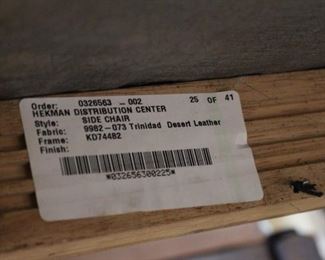 Order: 0326563 -002 25 OF 41
HEKMAN DISTRIBUTION CENTER
Style: SIDE CHAIR
Fabric: 9982-073 Trinidad Desert Leather
Frame: KD74482
Finish:
*032656300225*